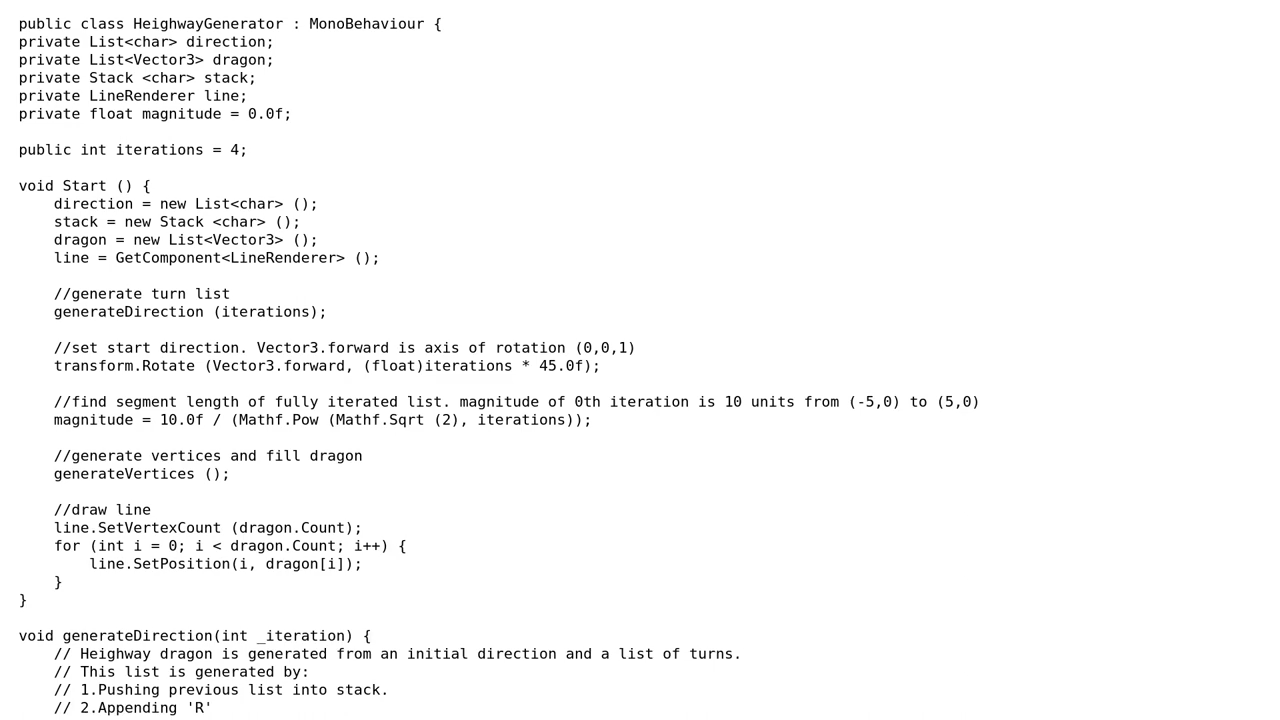 public class HeighwayGenerator : MonoBehaviour {
private List<char> direction;
private List<Vector3> dragon;
private Stack <char> stack;
private LineRenderer line;
private float magnitude = 0.0f;

public int iterations = 4;

void Start () {
    direction = new List<char> ();
    stack = new Stack <char> ();
    dragon = new List<Vector3> ();
    line = GetComponent<LineRenderer> ();

    //generate turn list
    generateDirection (iterations);

    //set start direction. Vector3.forward is axis of rotation (0,0,1)
    transform.Rotate (Vector3.forward, (float)iterations * 45.0f);

    //find segment length of fully iterated list. magnitude of 0th iteration is 10 units from (-5,0) to (5,0)
    magnitude = 10.0f / (Mathf.Pow (Mathf.Sqrt (2), iterations));

    //generate vertices and fill dragon
    generateVertices ();

    //draw line
    line.SetVertexCount (dragon.Count);
    for (int i = 0; i < dragon.Count; i++) {
        line.SetPosition(i, dragon[i]);
    }
}

void generateDirection(int _iteration) {
    // Heighway dragon is generated from an initial direction and a list of turns.
    // This list is generated by:
    // 1.Pushing previous list into stack.
    // 2.Appending 'R'